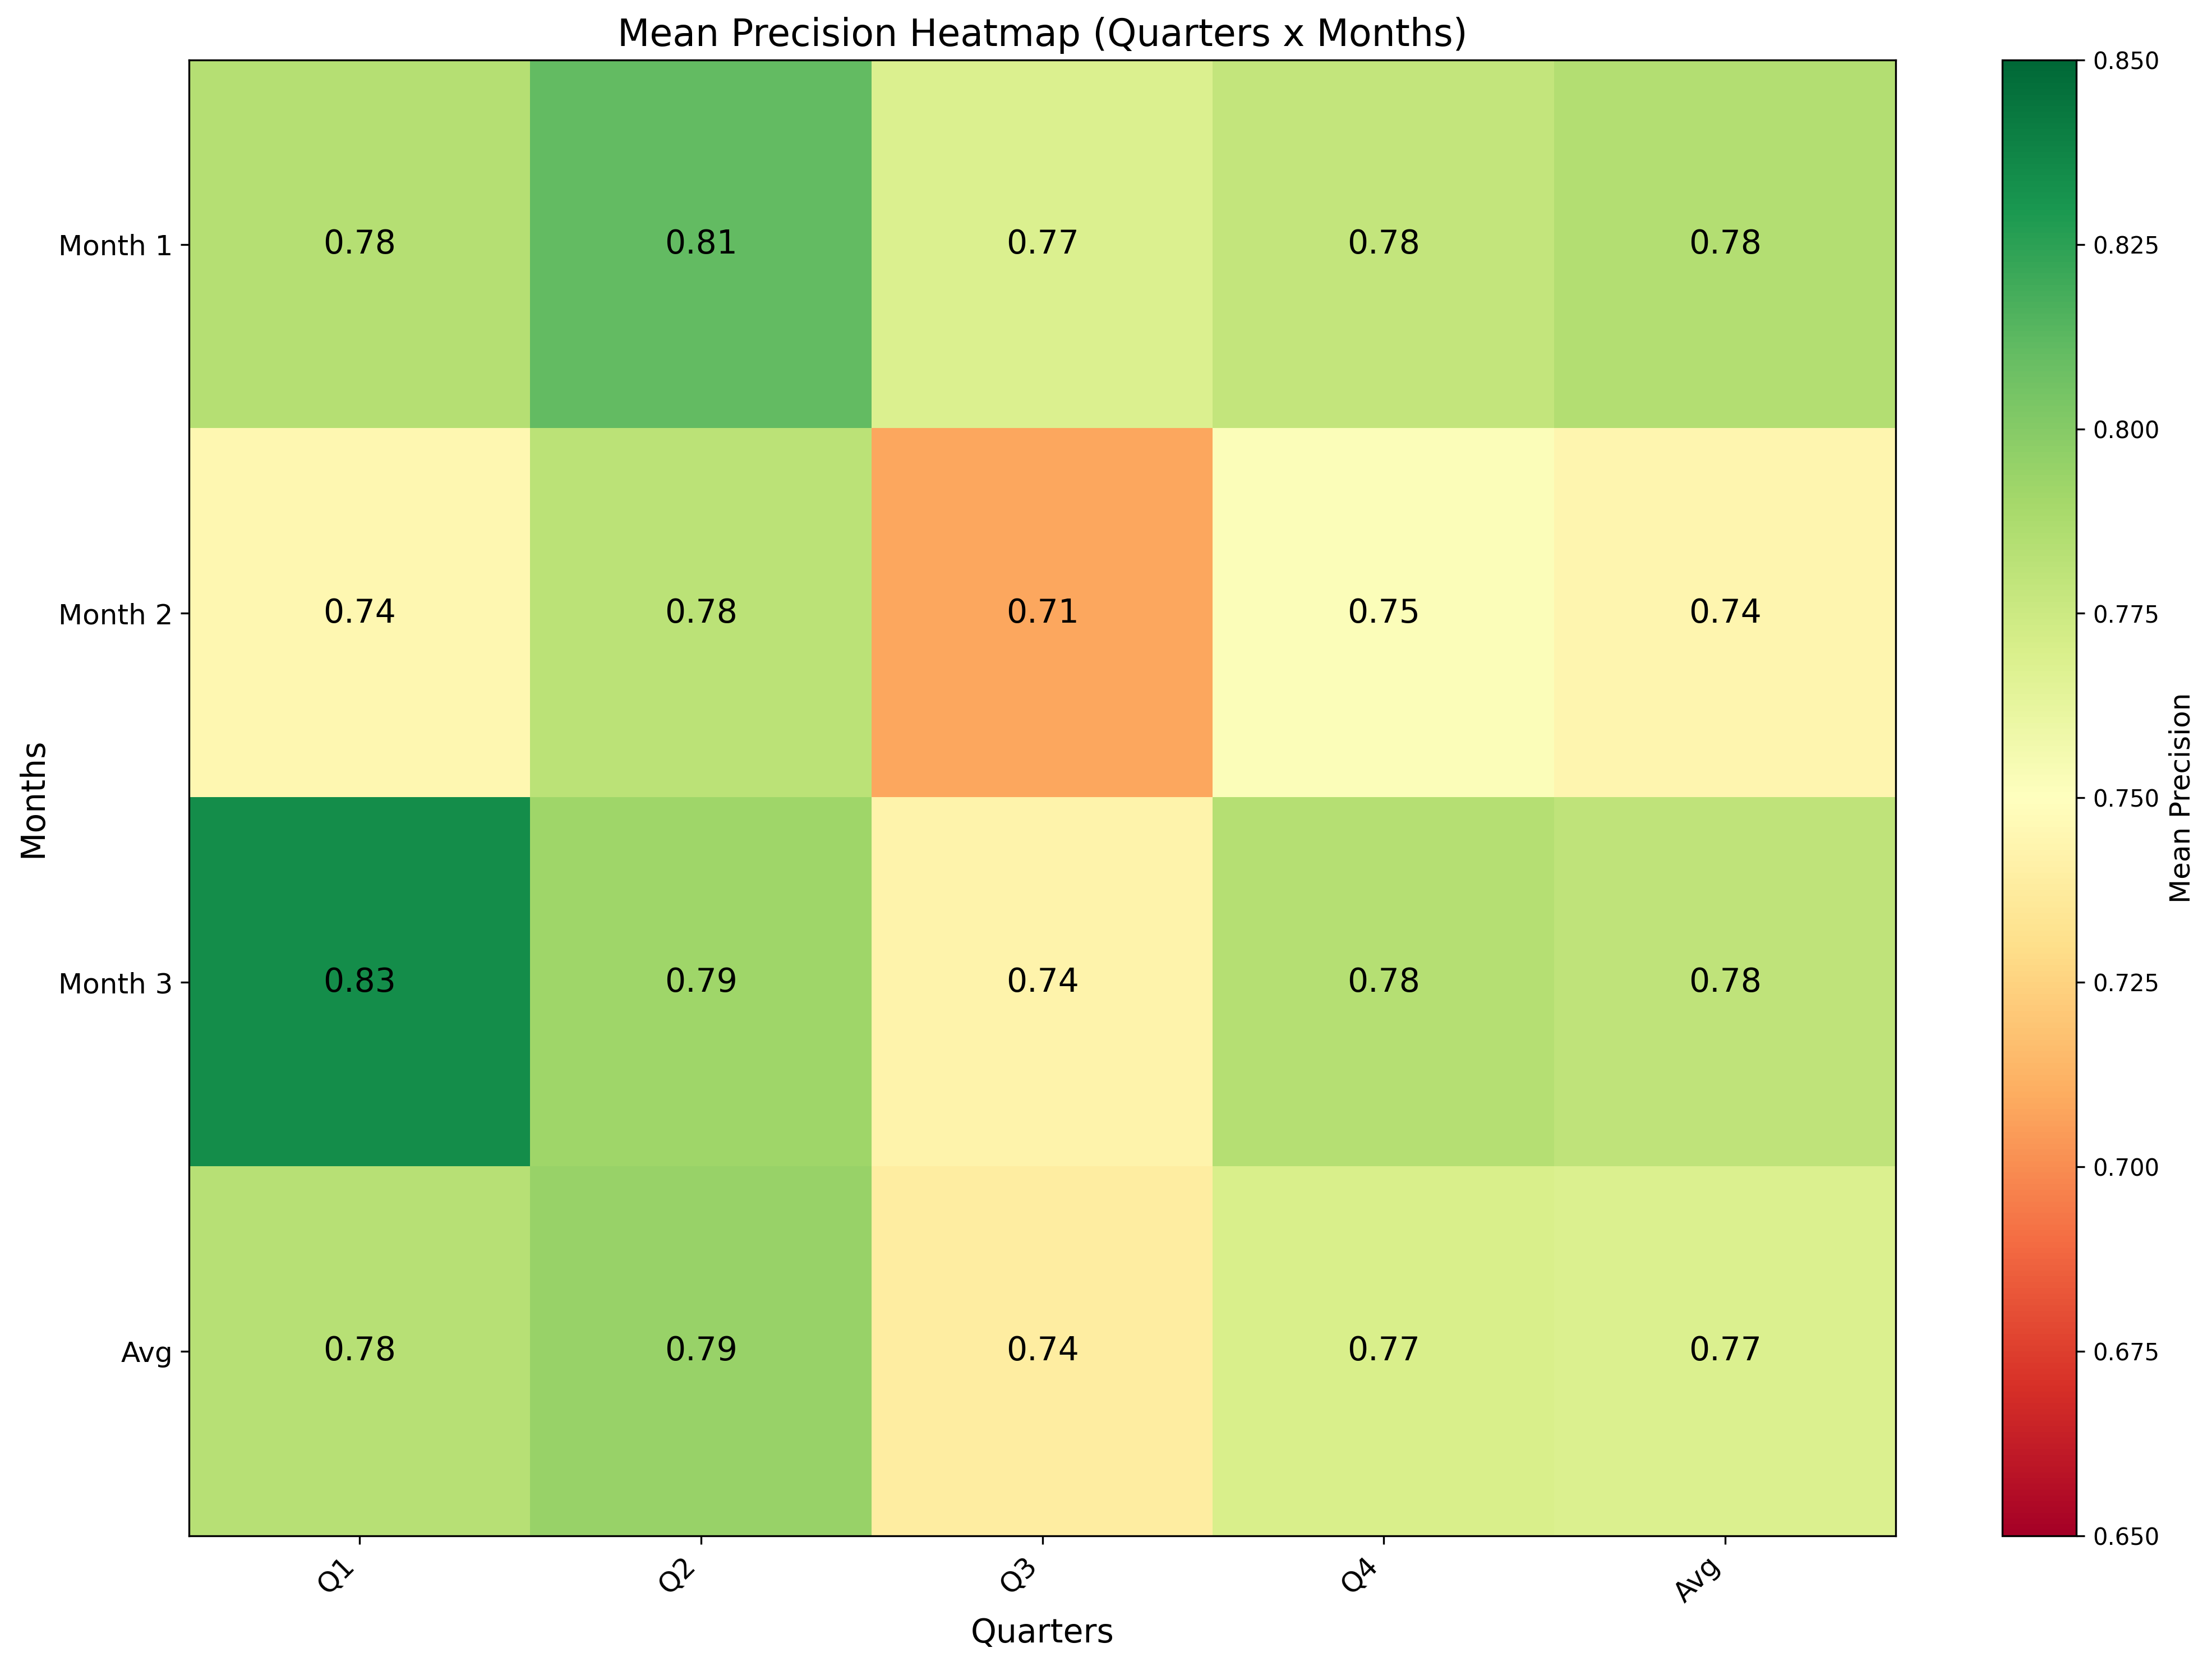 Mean Precision Heatmap (Quarters x Months)
Month 1 0.78 0.81 0.77 0.78 0.78
Month 2 0.74 0.78 0.71 0.75 0.74
Month 3 0.83 0.79 0.74 0.78 0.78
Avg 0.78 0.79 0.74 0.77 0.77
Q1 Q2 Q3 Q4 Avg
Quarters
Months
0.850
0.825
0.800
0.775
0.750
0.725
0.700
0.675
0.650
Mean Precision